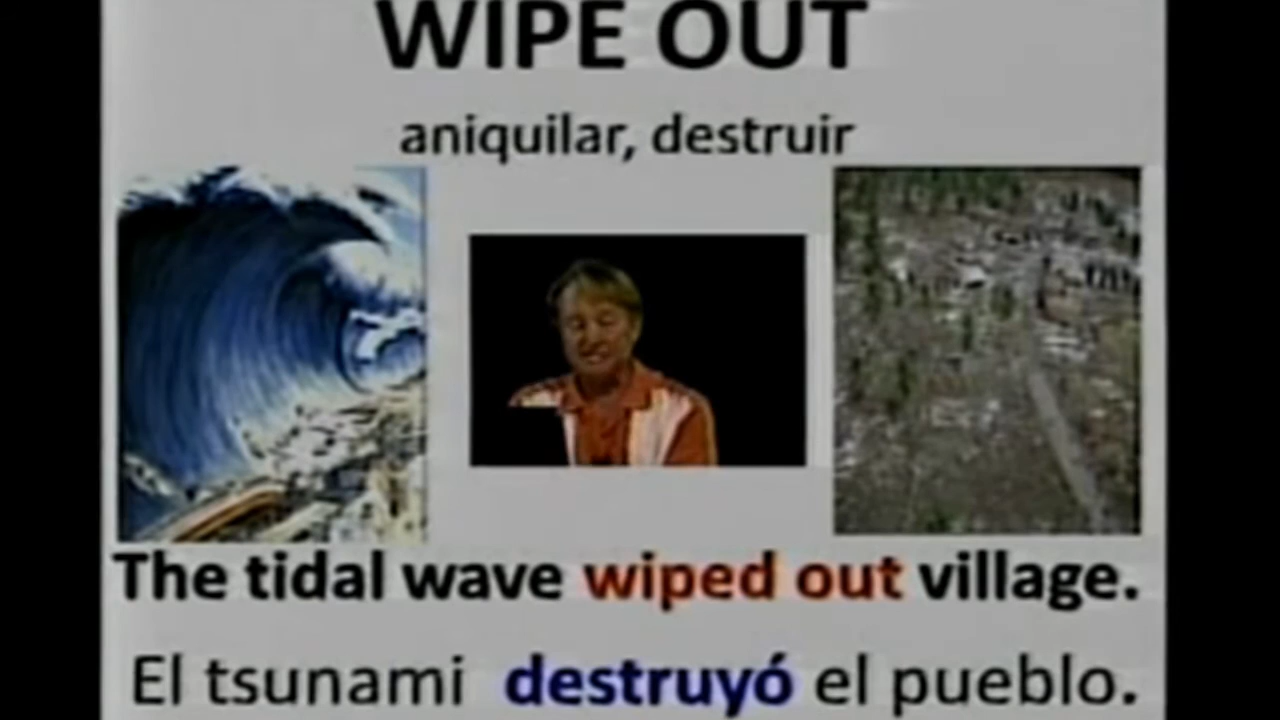 WIPE OUT
aniquilar, destruir
The tidal wave wiped out village.
El tsunami destruyó el pueblo.